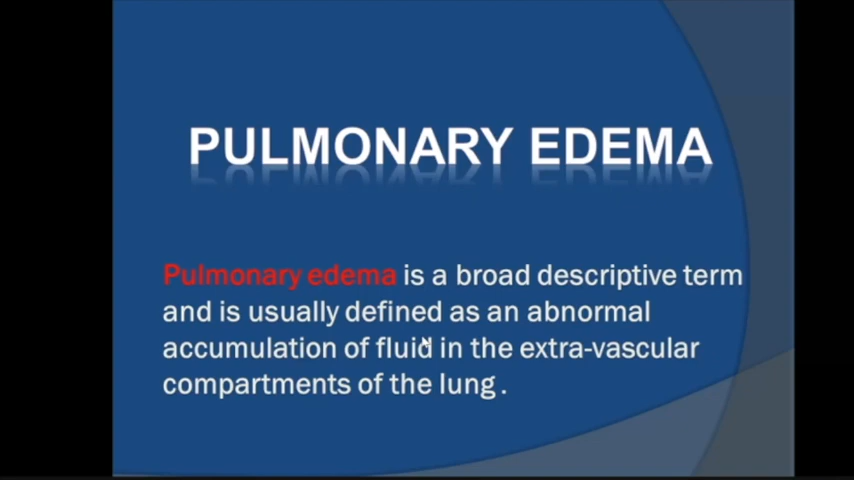 PULMONARY EDEMA
Pulmonary edema is a broad descriptive term
and is usually defined as an abnormal
accumulation of fluid in the extra-vascular
compartments of the lung .